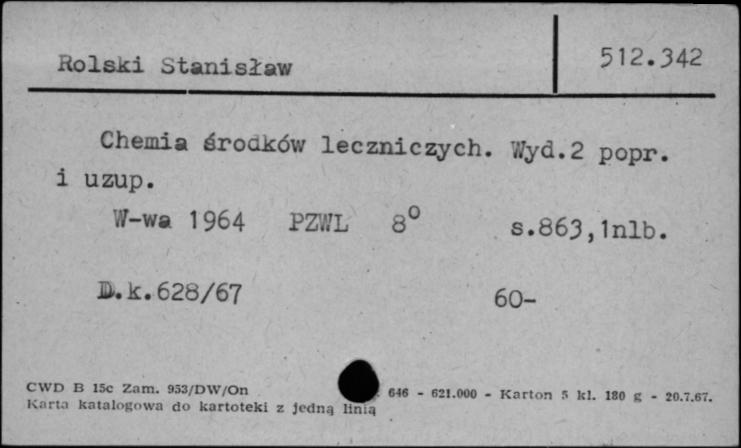 Rolski Stanisław 512.342
Chemia środków leczniczych. Wyd.2 popr.
i uzup.
W-wa 1964 PZWL 8° s.863,1nlb.
D.k.628/67 60-
CWD B 15c Zam. 953/DW/On 646 - 621.000 - Karton 5 kl. 180 g - 20.7.67.
Karta katalogowa do kartoteki z jedną linią